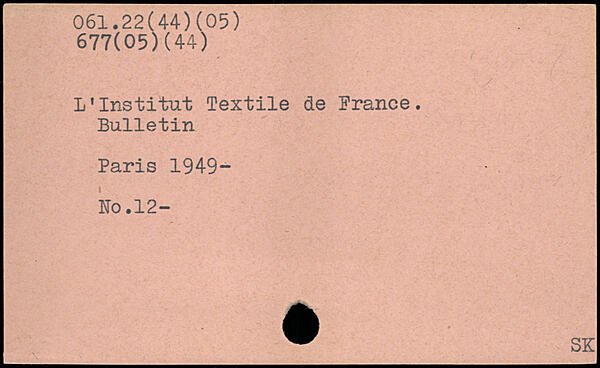 061.22(44)(05)
677(05)(44)
L'Institut Textile de France.
Bulletin
Paris 1949-
No.12-
SK